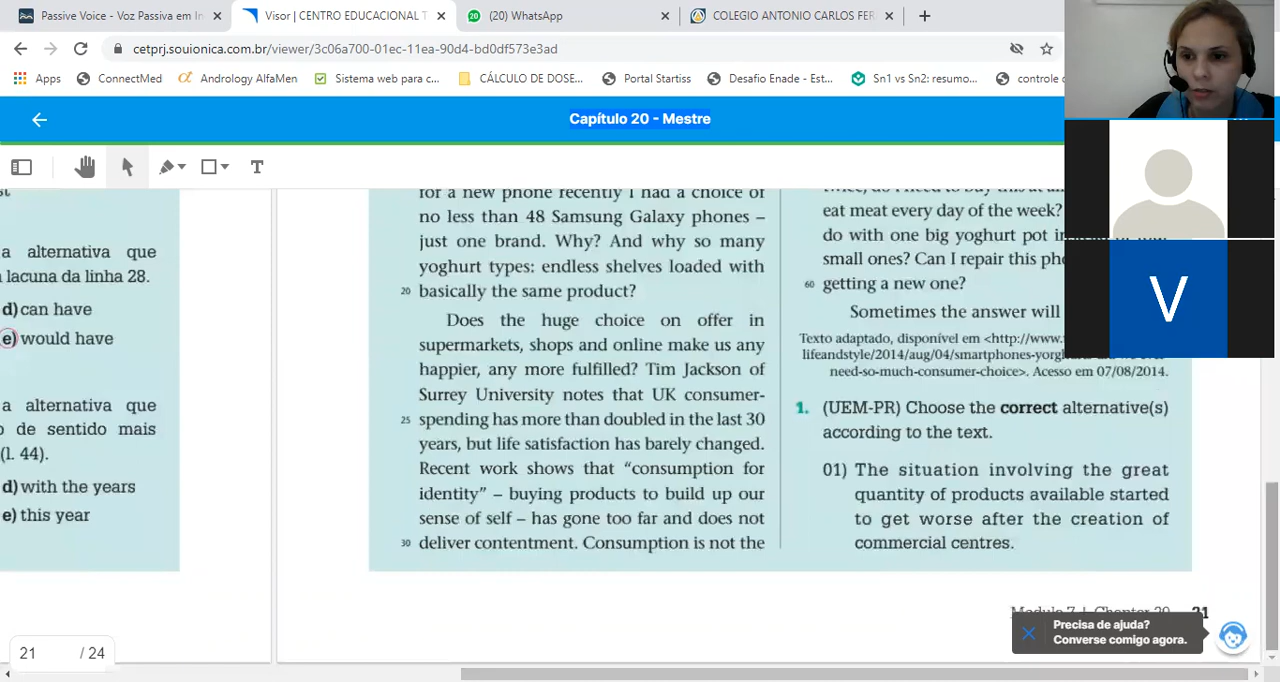 Passive Voice - Voz Passiva em In
Visor | CENTRO EDUCACIONAL T
(20) WhatsApp
COLEGIO ANTONIO CARLOS FER
cetprj.souionica.com.br/viewer/3c06a700-01ec-11ea-90d4-bd0df573e3ad
Apps ConnectMed Andrology AlfaMen Sistema web para c... CÁLCULO DE DOSE... Portal Startiss Desafio Enade - Est... Sn1 vs Sn2: resumo... controle
Capítulo 20 - Mestre
T
st
a alternativa que
lacuna da linha 28.
d) can have
e) would have
a alternativa que
o de sentido mais
(l. 44).
d) with the years
e) this year
for a new phone recently I had a choice of
no less than 48 Samsung Galaxy phones –
just one brand. Why? And why so many
yoghurt types: endless shelves loaded with
20 basically the same product?
Does the huge choice on offer in
supermarkets, shops and online make us any
happier, any more fulfilled? Tim Jackson of
Surrey University notes that UK consumer-
25 spending has more than doubled in the last 30
years, but life satisfaction has barely changed.
Recent work shows that “consumption for
identity” – buying products to build up our
sense of self – has gone too far and does not
30 deliver contentment. Consumption is not the
twice, do I need to buy this at
eat meat every day of the week?
do with one big yoghurt pot
small ones? Can I repair this
60 getting a new one?
Sometimes the answer will
Texto adaptado, disponível em <http://www.
lifeandstyle/2014/aug/04/smartphones-
need-so-much-consumer-choice>. Acesso em 07/08/2014.
1. (UEM-PR) Choose the correct alternative(s)
according to the text.
01) The situation involving the great
quantity of products available started
to get worse after the creation of
commercial centres.
21
Precisa de ajuda?
Converse comigo agora.
21 / 24
V